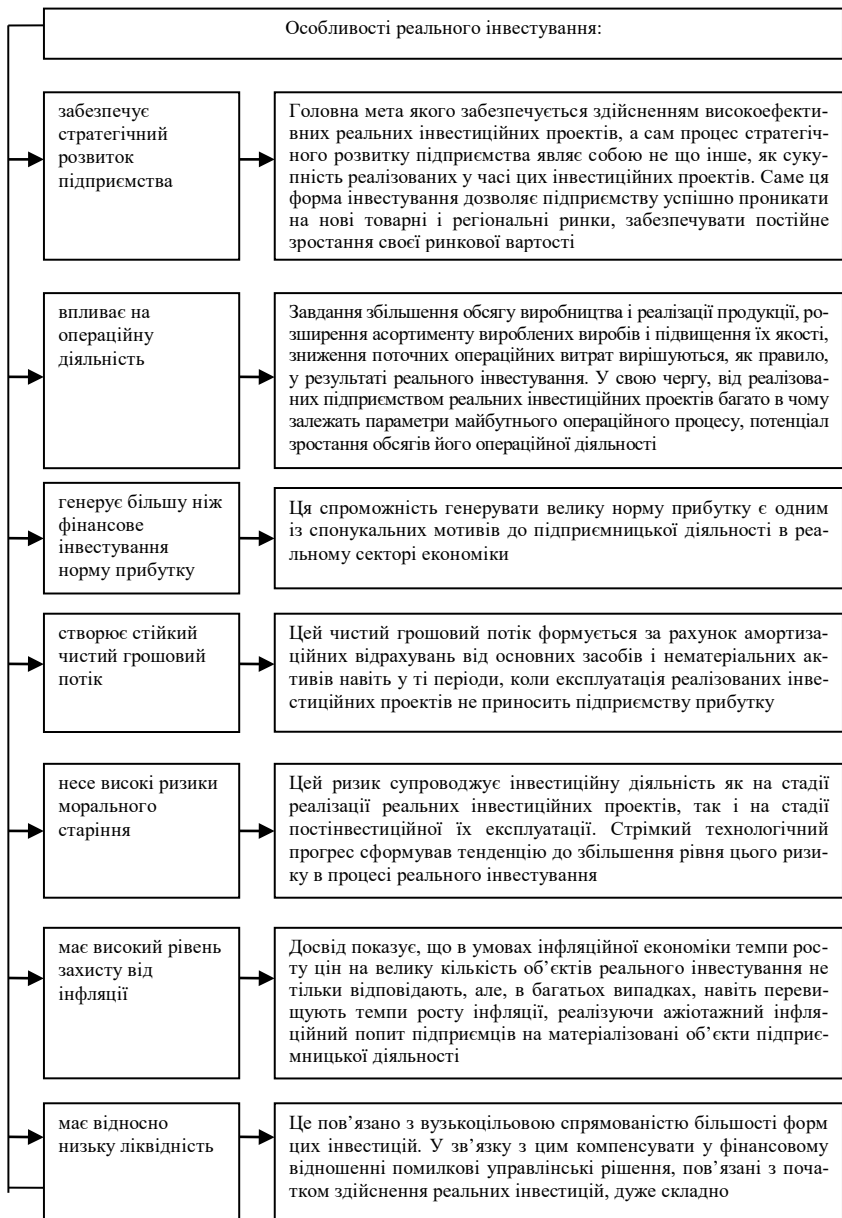 Особливості реального інвестування:
забезпечує
стратегічний
розвиток
підприємства
Головна мета якого забезпечується здійсненням високоефекти-
вних реальних інвестиційних проектів, а сам процес стратегіч-
ного розвитку підприємства являє собою не що інше, як суку-
пність реалізованих у часі цих інвестиційних проектів. Саме ця
форма інвестування дозволяє підприємству успішно проникати
на нові товарні і регіональні ринки, забезпечувати постійне
зростання своєї ринкової вартості
впливає на
операційну
діяльність
Завдання збільшення обсягу виробництва і реалізації продукції, ро-
зширення асортименту вироблених виробів і підвищення їх якості,
зниження поточних операційних витрат вирішуються, як правило,
у результаті реального інвестування. У свою чергу, від реалізова-
них підприємством реальних інвестиційних проектів багато в чому
залежать параметри майбутнього операційного процесу, потенціал
зростання обсягів його операційної діяльності
генерує більшу ніж
фінансове
інвестування
норму прибутку
Ця спроможність генерувати велику норму прибутку є одним
із спонукальних мотивів до підприємницької діяльності в реа-
льному секторі економіки
створює стійкий
чистий грошовий
потік
Цей чистий грошовий потік формується за рахунок амортиза-
ційних відрахувань від основних засобів і нематеріальних ак-
тивів навіть у ті періоди, коли експлуатація реалізованих інве-
стиційних проектів не приносить підприємству прибутку
несе високі ризики
морального
старіння
Цей ризик супроводжує інвестиційну діяльність як на стадії
реалізації реальних інвестиційних проектів, так і на стадії
постінвестиційної їх експлуатації. Стрімкий технологічний
прогрес сформував тенденцію до збільшення рівня цього ризи-
ку в процесі реального інвестування
має високий рівень
захисту від
інфляції
Досвід показує, що в умовах інфляційної економіки темпи рос-
ту цін на велику кількість об’єктів реального інвестування не
тільки відповідають, але, в багатьох випадках, навіть переви-
щують темпи росту інфляції, реалізуючи ажіотажний інфля-
ційний попит підприємців на матеріалізовані об’єкти підприє-
мницької діяльності
має відносно
низьку ліквідність
Це пов’язано з вузькоцільовою спрямованістю більшості форм
цих інвестицій. У зв’язку з цим компенсувати у фінансовому
відношенні помилкові управлінські рішення, пов’язані з поча-
тком здійснення реальних інвестицій, дуже складно